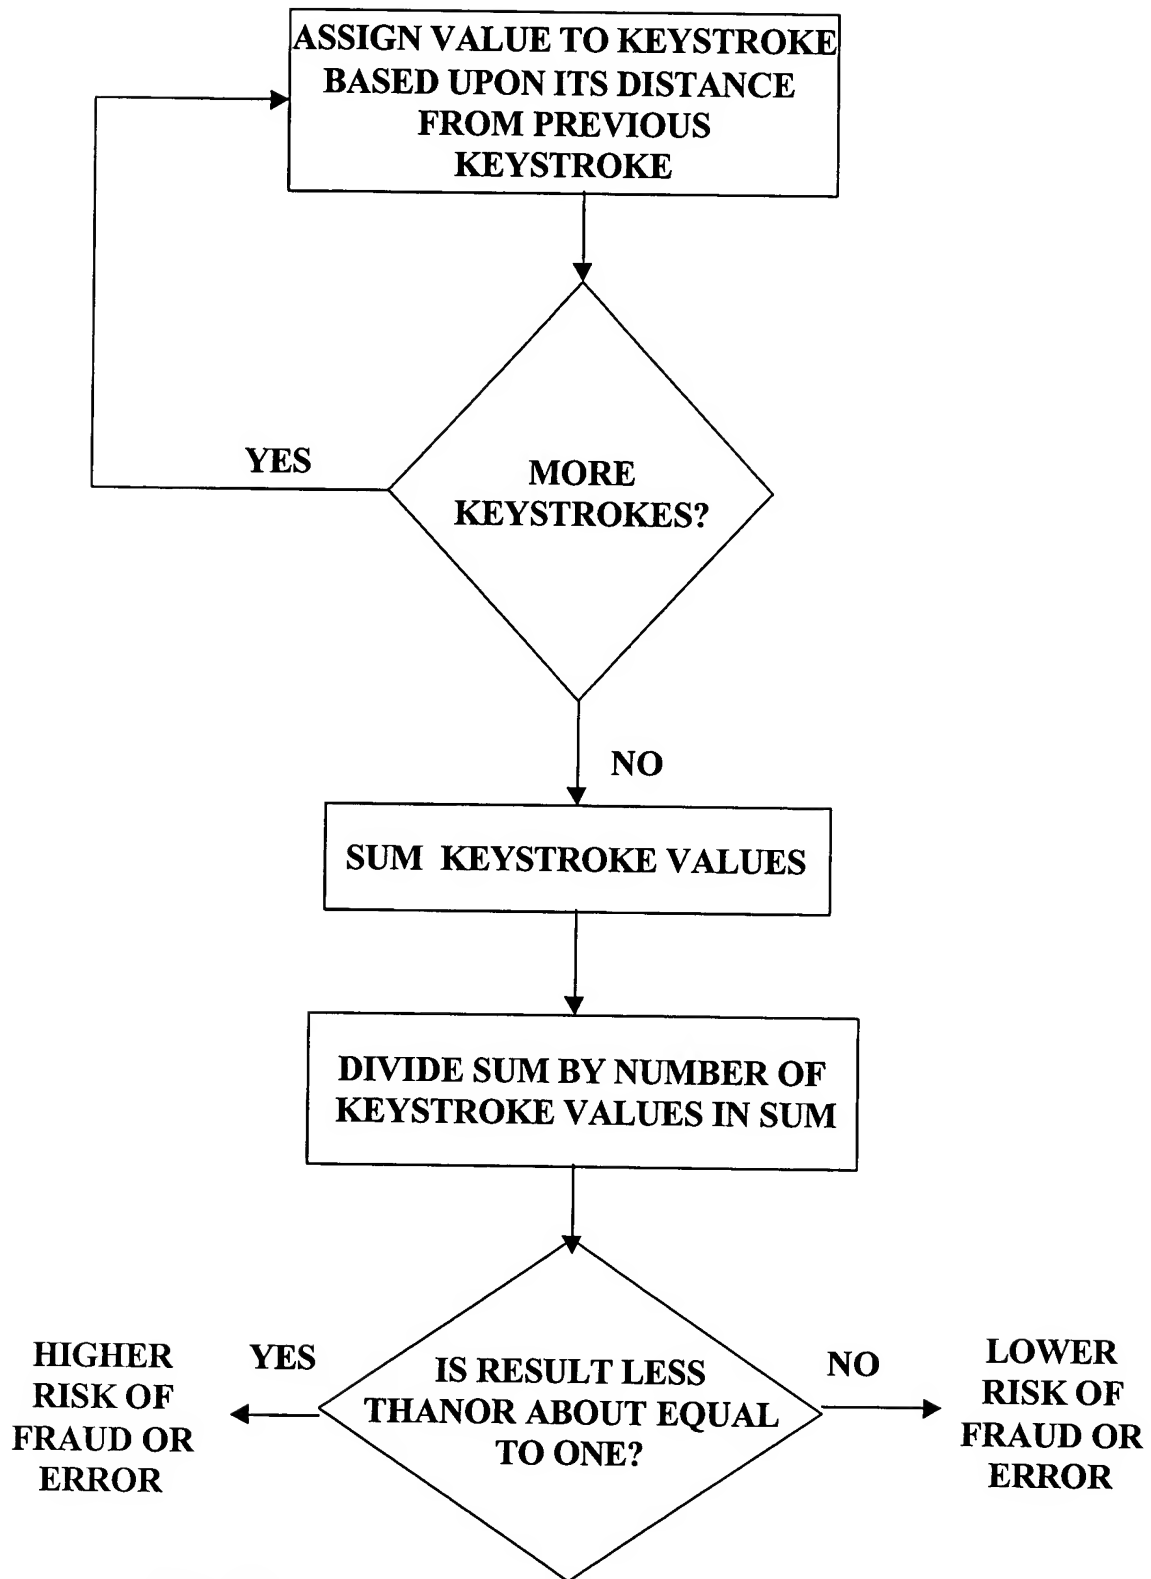 ASSIGN VALUE TO KEYSTROKE
BASED UPON ITS DISTANCE
FROM PREVIOUS
KEYSTROKE
YES
MORE
KEYSTROKES?
NO
SUM KEYSTROKE VALUES
DIVIDE SUM BY NUMBER OF
KEYSTROKE VALUES IN SUM
HIGHER
RISK OF
FRAUD OR
ERROR
YES
IS RESULT LESS
THANOR ABOUT EQUAL
TO ONE?
NO
LOWER
RISK OF
FRAUD OR
ERROR